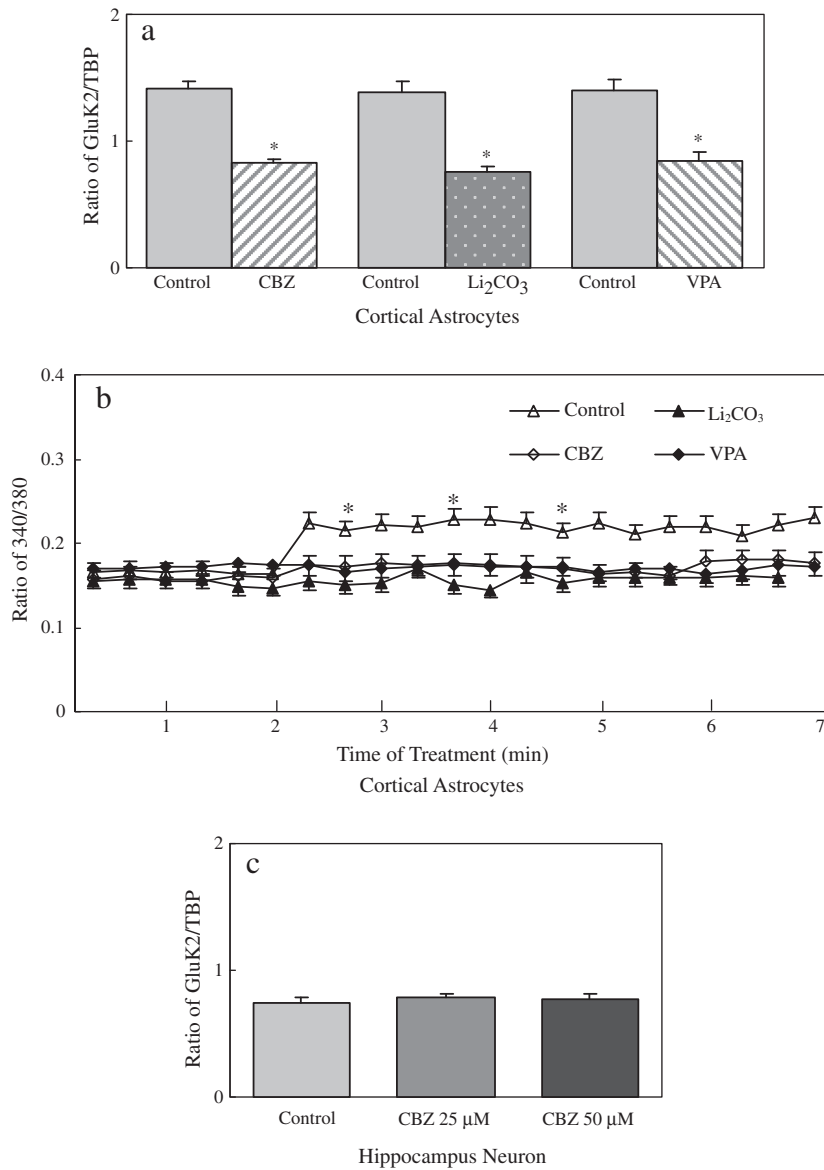 a
Ratio of GluK2/TBP
2
1
0
*
*
*
Control CBZ Control Li₂CO₃ Control VPA
Cortical Astrocytes
b
Ratio of 340/380
0.4
0.3
0.2
0.1
0
Control Li₂CO₃
CBZ VPA
* * *
1 2 3 4 5 6 7
Time of Treatment (min)
Cortical Astrocytes
c
Ratio of GluK2/TBP
2
1
0
Control CBZ 25 μM CBZ 50 μM
Hippocampus Neuron